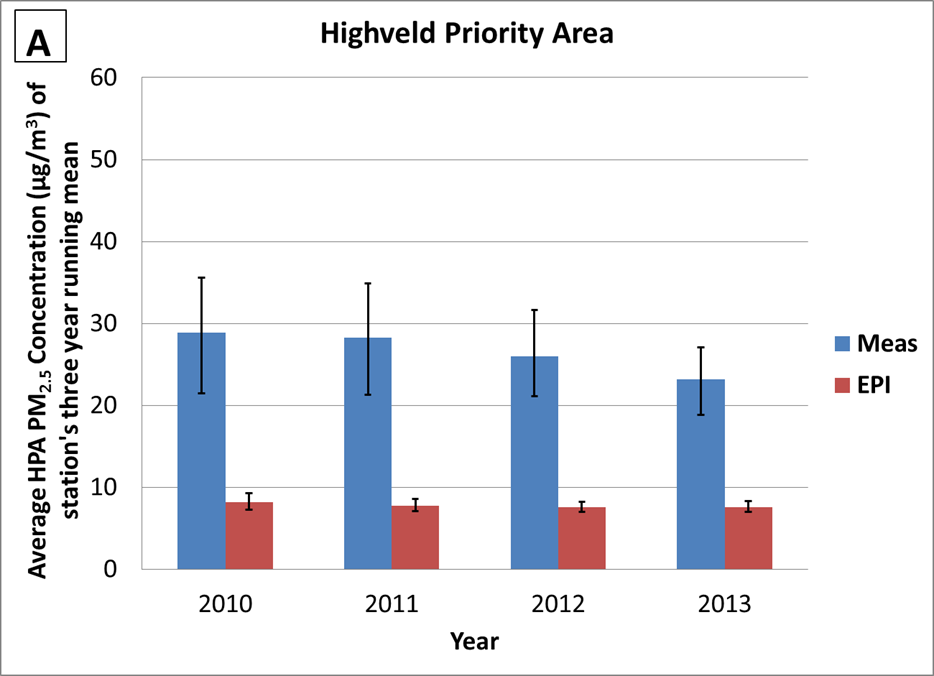 A
Highveld Priority Area
Average HPA PM2.5 Concentration (µg/m³) of
station's three year running mean
60
50
40
30
20
10
0
2010 2011 2012 2013
Year
Meas
EPI